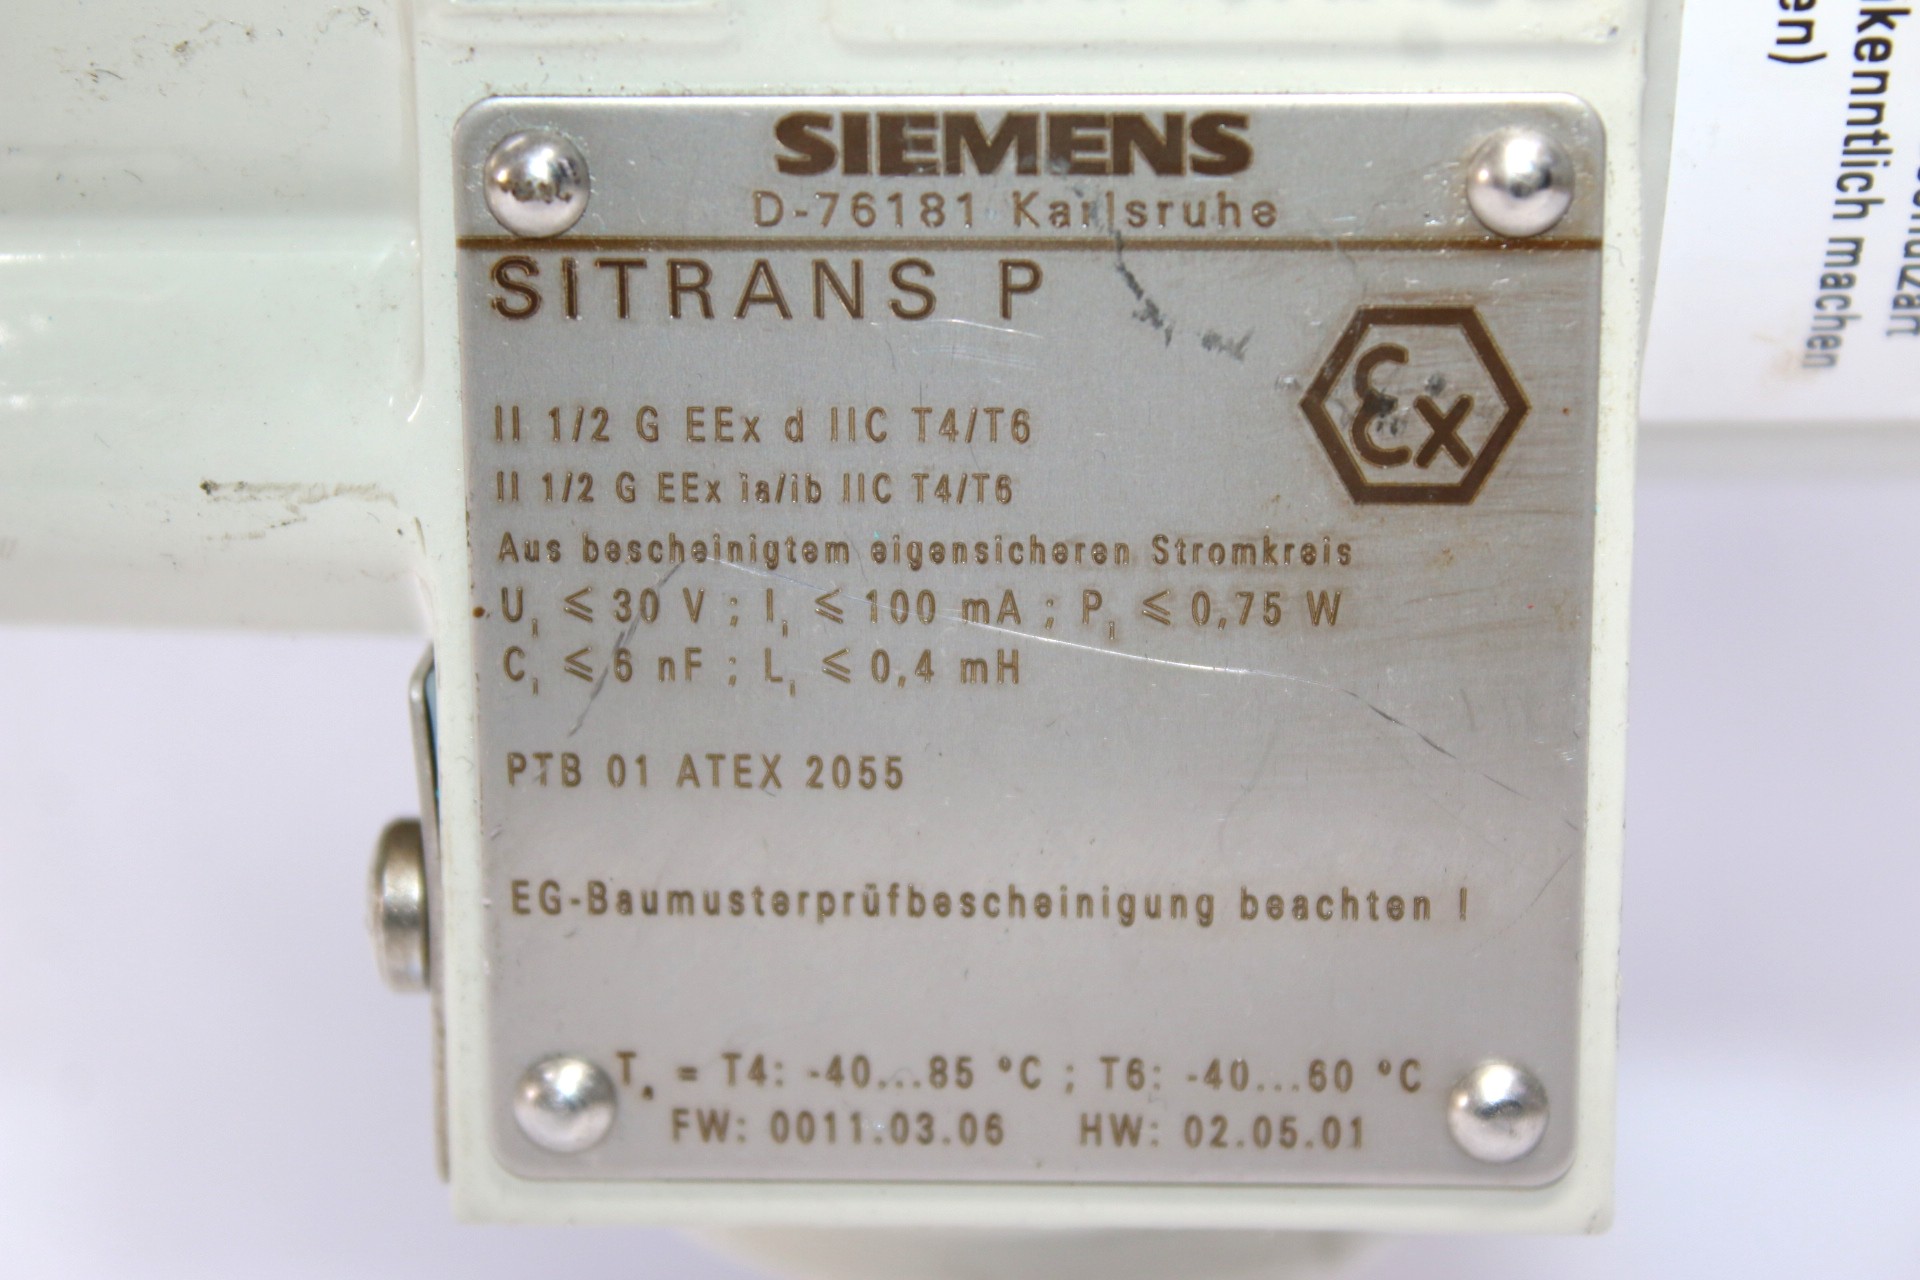 SIEMENS
D-76181 Karlsruhe
SITRANS P
II 1/2 G EEx d IIC T4/T6
II 1/2 G EEx ia/ib IIC T4/T6
Aus bescheinigtem eigensicheren Stromkreis
Ui ≤ 30 V ; Ii ≤ 100 mA ; Pi ≤ 0,75 W
Ci ≤ 6 nF ; Li ≤ 0,4 mH
PTB 01 ATEX 2055
EG-Baumusterprüfbescheinigung beachten !
Ta = T4: -40...85 °C ; T6: -40...60 °C
FW: 0011.03.06 HW: 02.05.01
εx
machen